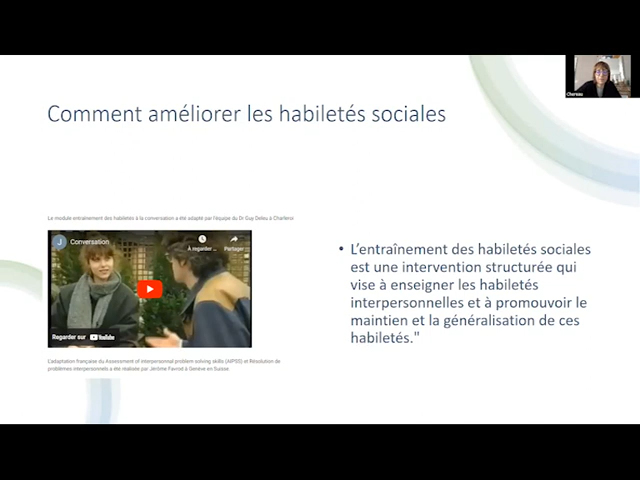 Chereau
Comment améliorer les habiletés sociales
Le module entraînement des habiletés à la conversation a été adapté par l'équipe du Dr Guy Deleu à Charleroi
J
Conversation
À regarder ...
Partager
Regarder sur YouTube
L'adaptation française du Assessment of interpersonnal problem solving skills (AIPSS) et Résolution de
problèmes interpersonnels a été réalisée par Jérôme Favrod à Genève en Suisse
• L'entraînement des habiletés sociales
est une intervention structurée qui
vise à enseigner les habiletés
interpersonnelles et à promouvoir le
maintien et la généralisation de ces
habiletés."